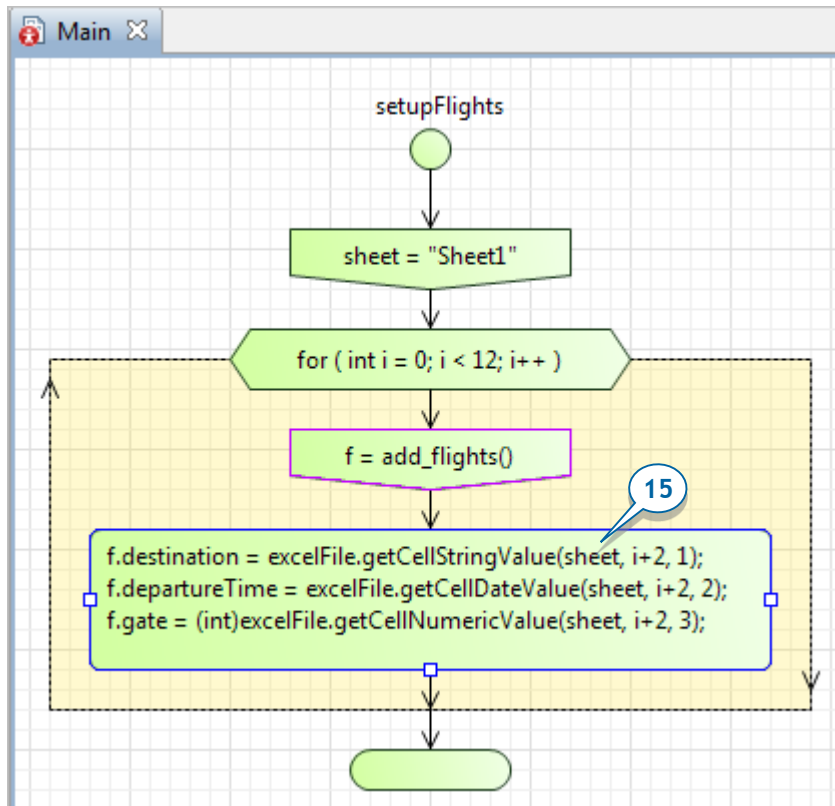 Main
setupFlights
sheet = "Sheet1"
for ( int i = 0; i < 12; i++ )
f = add_flights()
15
f.destination = excelFile.getCellStringValue(sheet, i+2, 1);
f.departureTime = excelFile.getCellDateValue(sheet, i+2, 2);
f.gate = (int)excelFile.getCellNumericValue(sheet, i+2, 3);